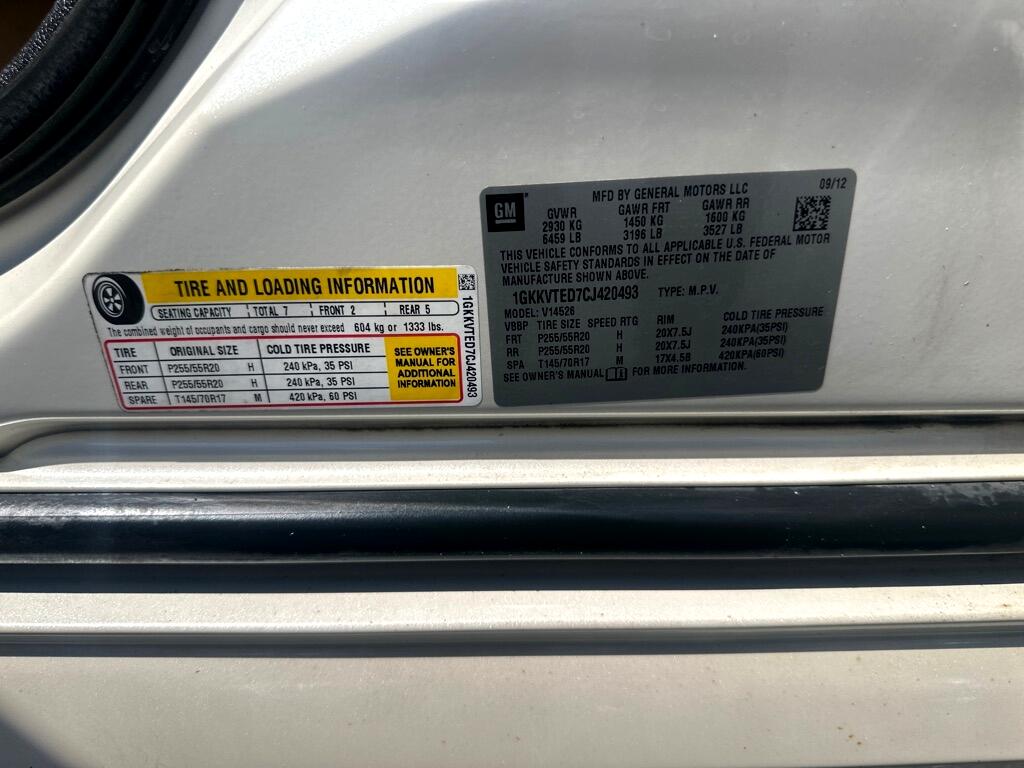 TIRE AND LOADING INFORMATION
SEATING CAPACITY TOTAL 7 FRONT 2 REAR 5
The combined weight of occupants and cargo should never exceed 604 kg or 1333 lbs.
TIRE ORIGINAL SIZE COLD TIRE PRESSURE
FRONT P255/55R20 H 240 kPa, 35 PSI
REAR P255/55R20 H 240 kPa, 35 PSI
SPARE T145/70R17 M 420 kPa, 60 PSI
SEE OWNER'S
MANUAL FOR
ADDITIONAL
INFORMATION
1GKKVTED7CJ420493
GM
MFD BY GENERAL MOTORS LLC 09/12
GVWR GAWR FRT GAWR RR
2930 KG 1450 KG 1600 KG
6459 LB 3196 LB 3527 LB
THIS VEHICLE CONFORMS TO ALL APPLICABLE U.S. FEDERAL MOTOR
VEHICLE SAFETY STANDARDS IN EFFECT ON THE DATE OF
MANUFACTURE SHOWN ABOVE.
1GKKVTED7CJ420493 TYPE: M.P.V.
MODEL: V14526
VBBP TIRE SIZE SPEED RTG RIM COLD TIRE PRESSURE
FRT P255/55R20 H 20X7.5J 240KPA(35PSI)
RR P255/55R20 H 20X7.5J 240KPA(35PSI)
SPA T145/70R17 M 17X4.5B 420KPA(60PSI)
SEE OWNER'S MANUAL FOR MORE INFORMATION.